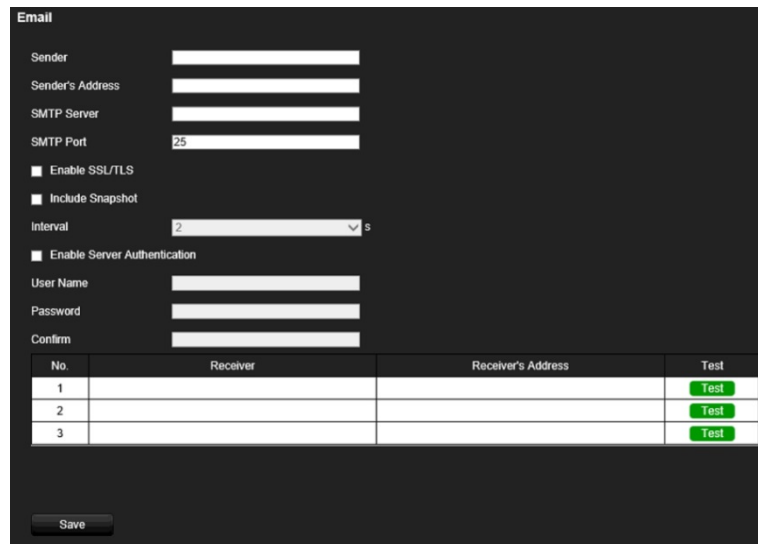 Email
Sender
Sender's Address
SMTP Server
SMTP Port 25
Enable SSL/TLS
Include Snapshot
Interval 2 s
Enable Server Authentication
User Name
Password
Confirm
No. Receiver Receiver's Address Test
1 Test
2 Test
3 Test
Save